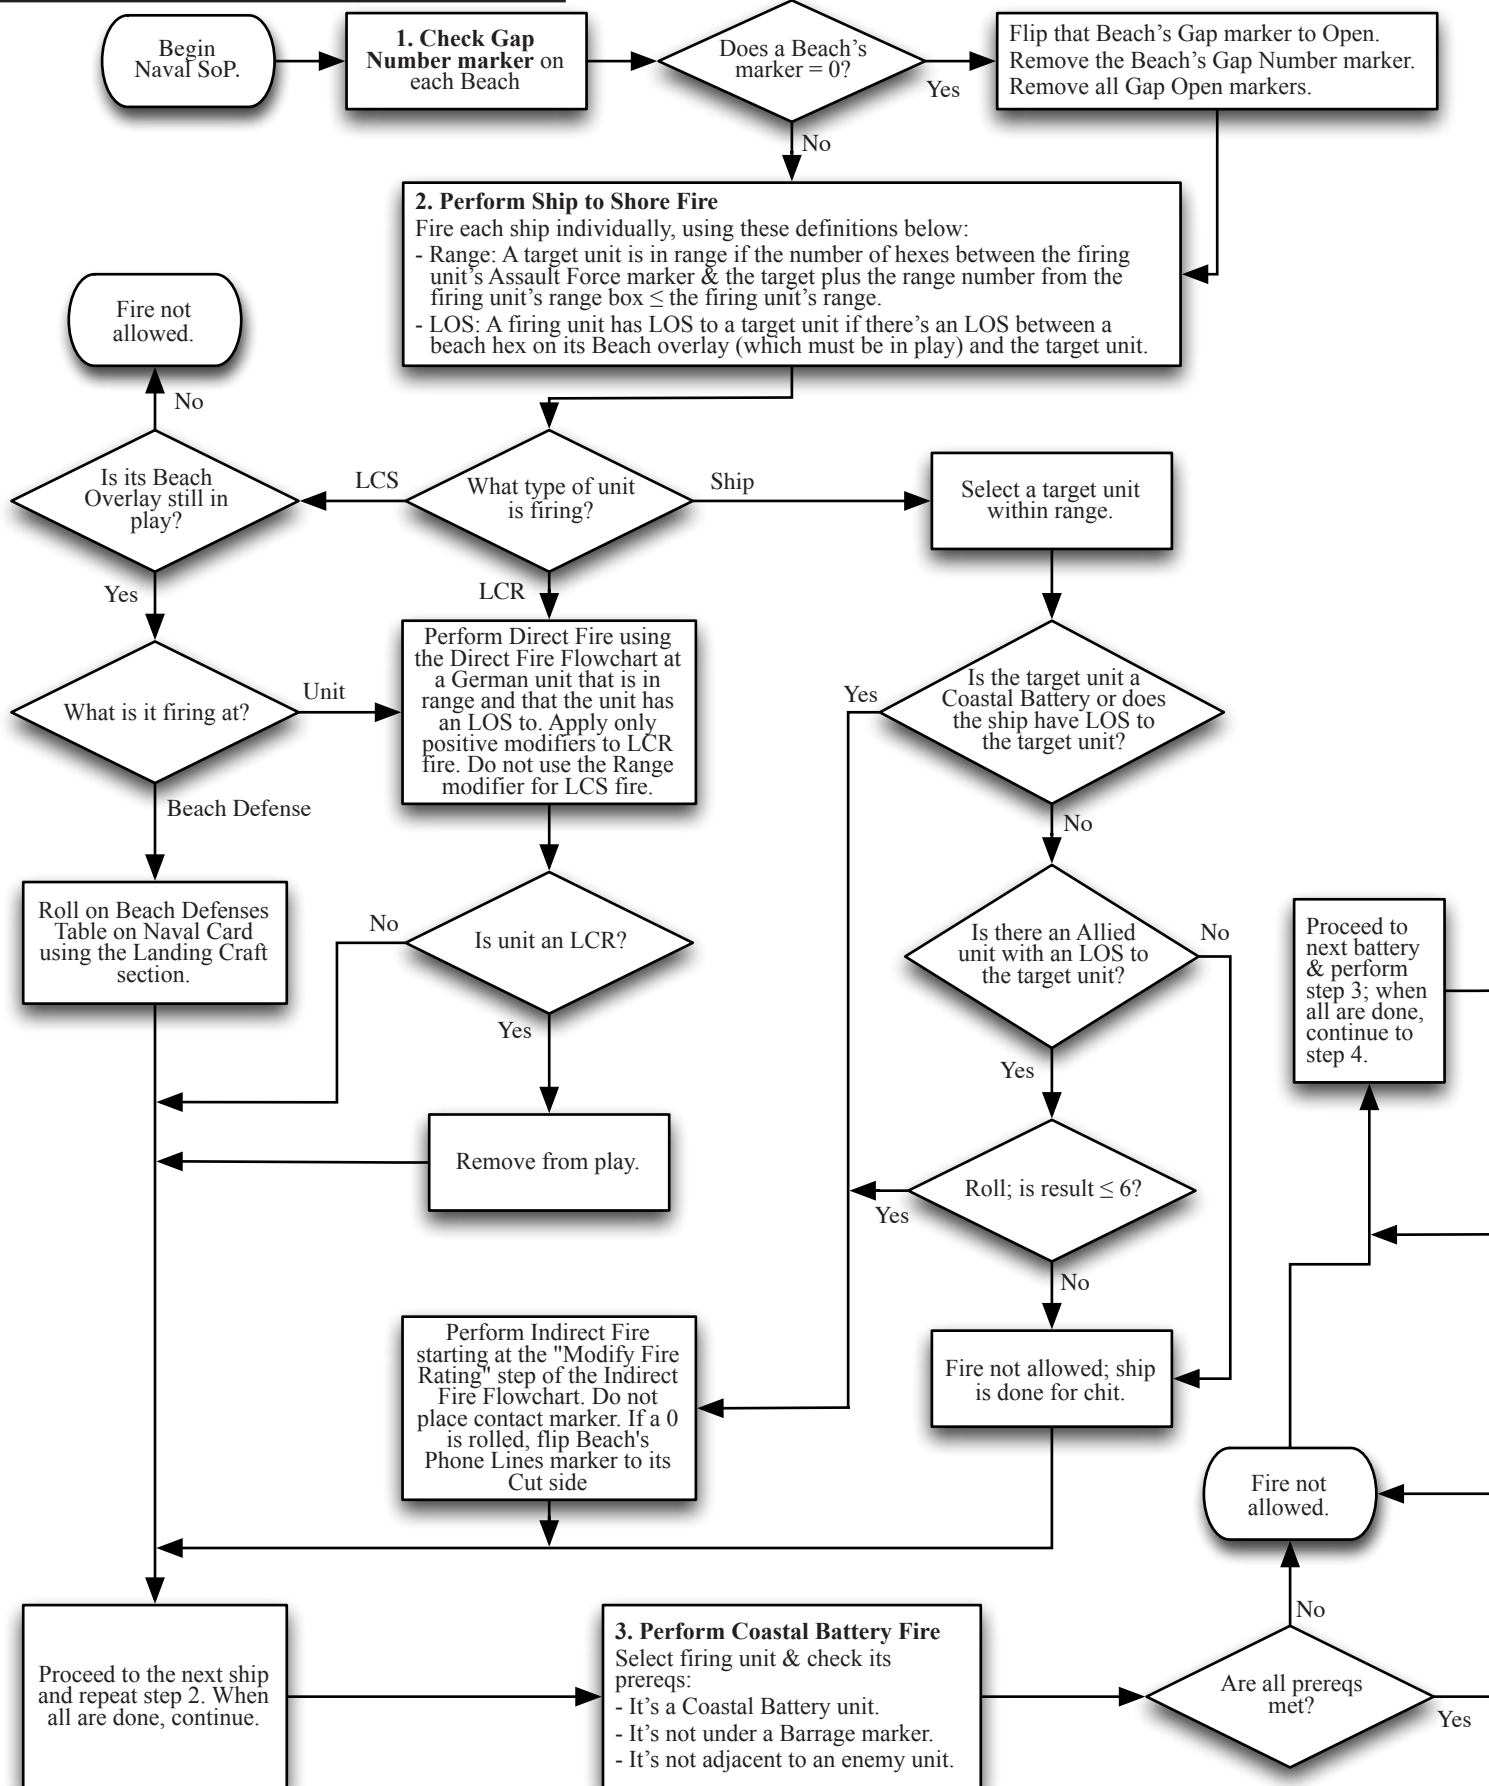 Begin
Naval SoP.
1. Check Gap
Number marker on
each Beach
Does a Beach's
marker = 0?
Yes
Flip that Beach's Gap marker to Open.
Remove the Beach's Gap Number marker.
Remove all Gap Open markers.
No
2. Perform Ship to Shore Fire
Fire each ship individually, using these definitions below:
- Range: A target unit is in range if the number of hexes between the firing
unit's Assault Force marker & the target plus the range number from the
firing unit's range box ≤ the firing unit's range.
- LOS: A firing unit has LOS to a target unit if there's an LOS between a
beach hex on its Beach overlay (which must be in play) and the target unit.
Fire not
allowed.
No
Is its Beach
Overlay still in
play?
LCS
What type of unit
is firing?
Ship
Select a target unit
within range.
Yes
LCR
What is it firing at?
Unit
Perform Direct Fire using
the Direct Fire Flowchart at
a German unit that is in
range and that the unit has
an LOS to. Apply only
positive modifiers to LCR
fire. Do not use the Range
modifier for LCS fire.
Yes
Is the target unit a
Coastal Battery or does
the ship have LOS to
the target unit?
Beach Defense
No
Roll on Beach Defenses
Table on Naval Card
using the Landing Craft
section.
No
Is unit an LCR?
Is there an Allied
unit with an LOS to
the target unit?
No
Proceed to
next battery
& perform
step 3; when
all are done,
continue to
step 4.
Yes
Yes
Remove from play.
Roll; is result ≤ 6?
Yes
No
Perform Indirect Fire
starting at the "Modify Fire
Rating" step of the Indirect
Fire Flowchart. Do not
place contact marker. If a 0
is rolled, flip Beach's
Phone Lines marker to its
Cut side
Fire not allowed; ship
is done for chit.
Fire not
allowed.
No
Proceed to the next ship
and repeat step 2. When
all are done, continue.
3. Perform Coastal Battery Fire
Select firing unit & check its
prereqs:
- It's a Coastal Battery unit.
- It's not under a Barrage marker.
- It's not adjacent to an enemy unit.
Are all prereqs
met?
Yes